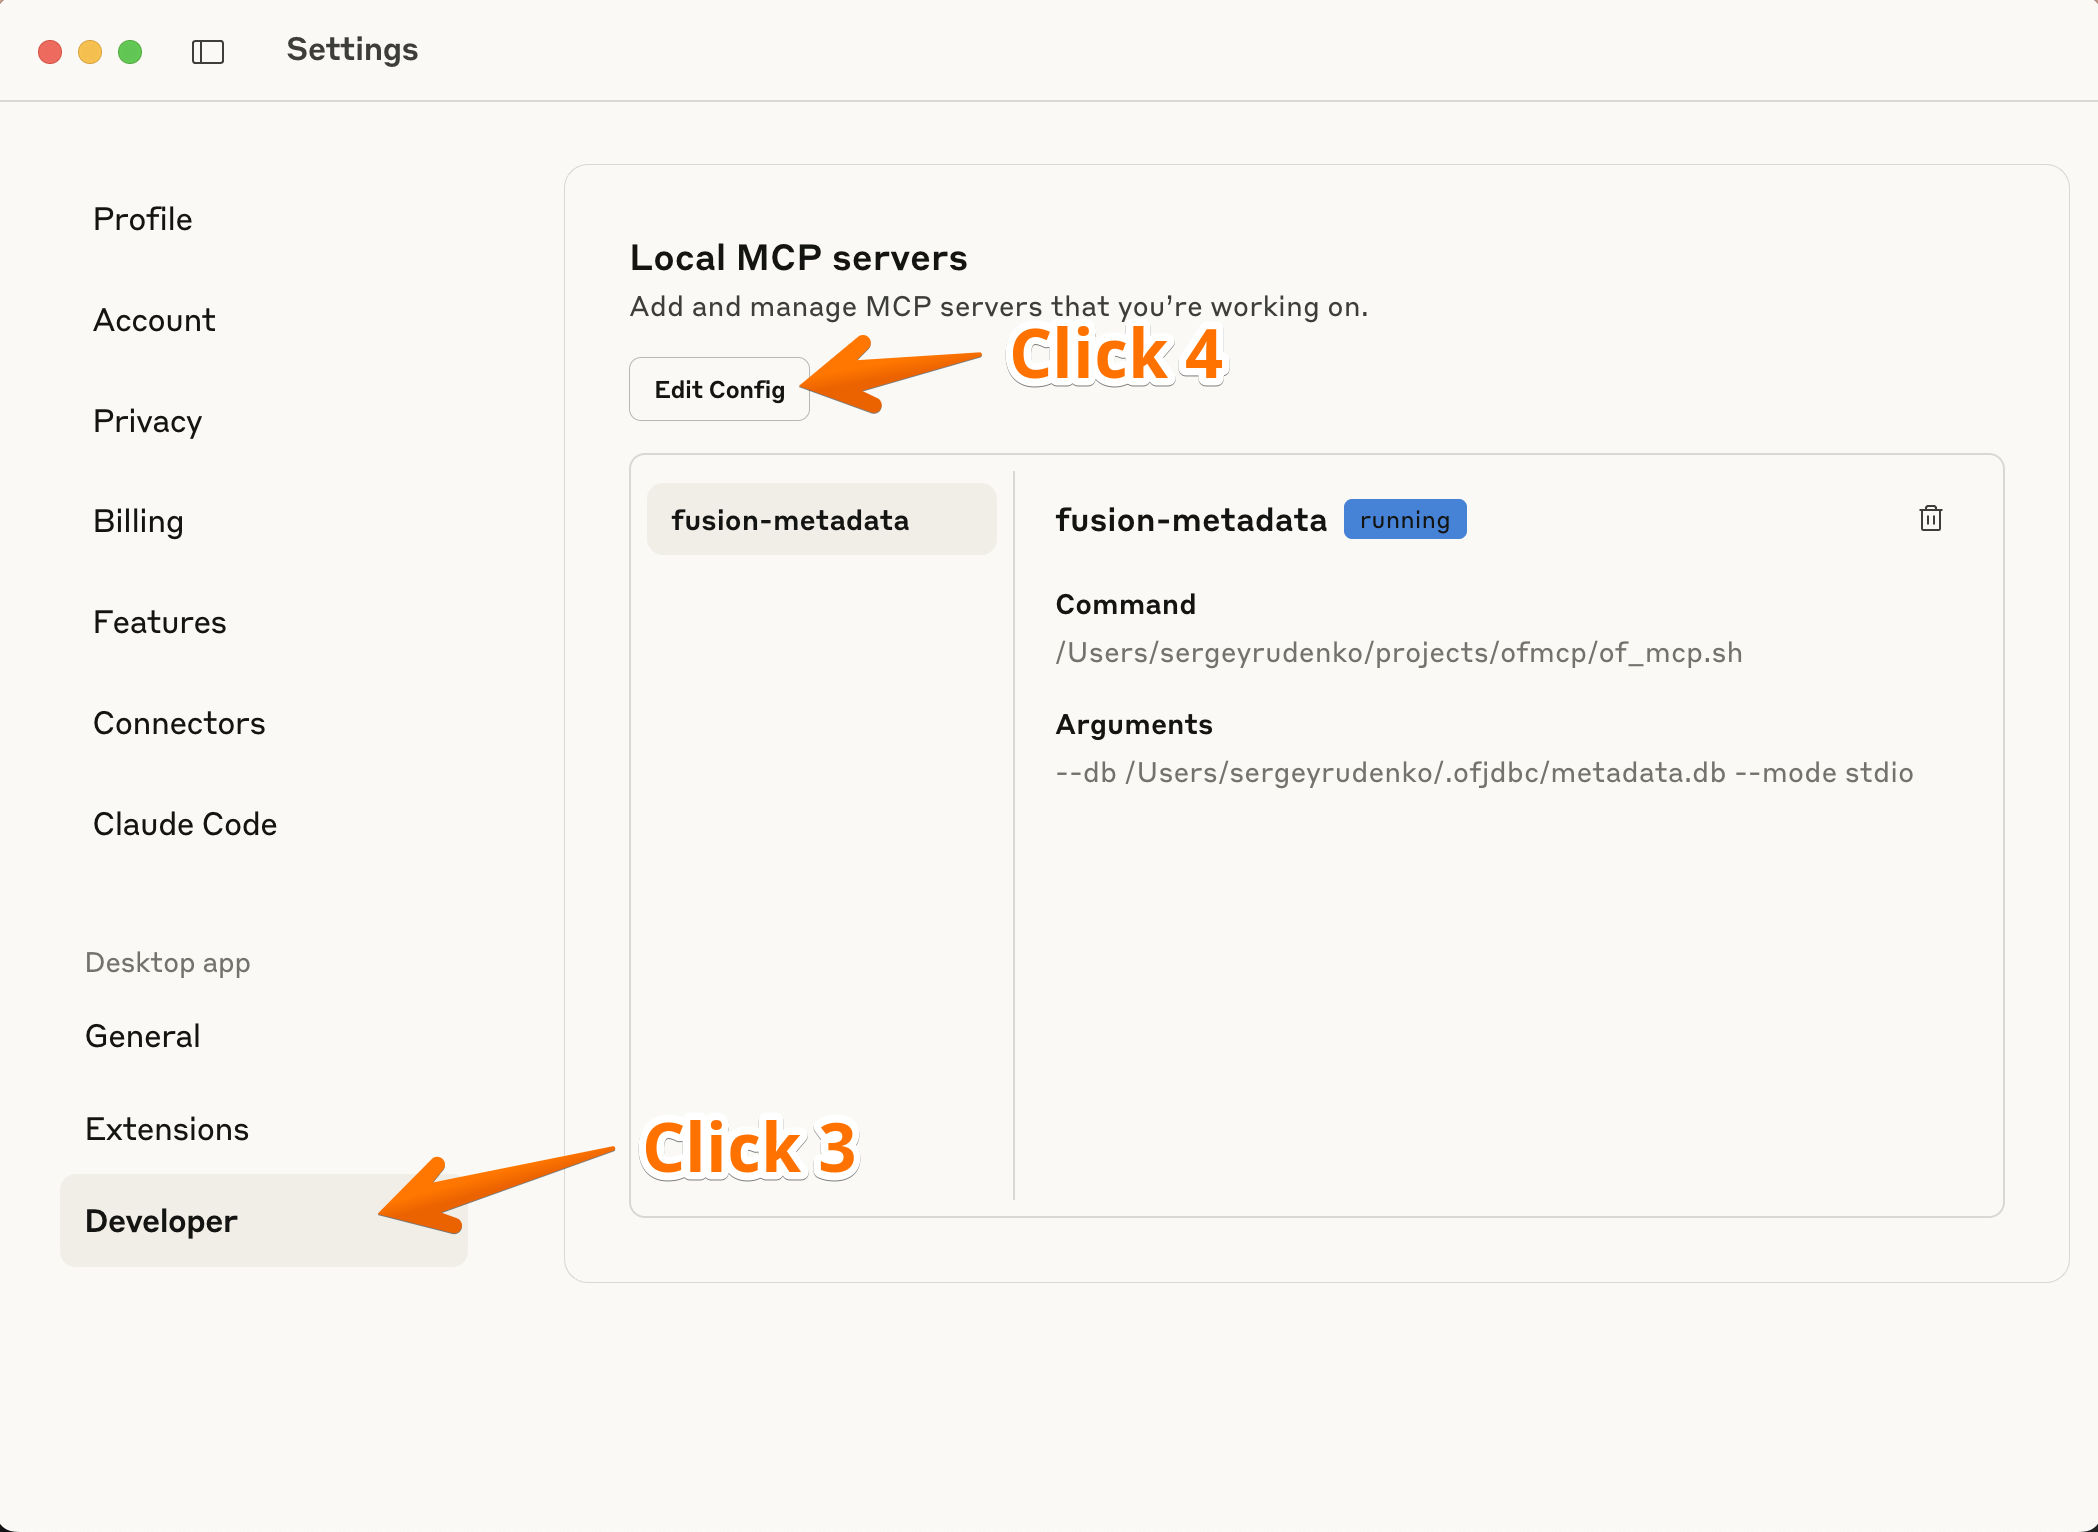 Settings
Profile
Account
Privacy
Billing
Features
Connectors
Claude Code
Desktop app
General
Extensions
Developer
Click 3
Local MCP servers
Add and manage MCP servers that you’re working on.
Edit Config
Click 4
fusion-metadata
fusion-metadata running
Command
/Users/sergeyrudenko/projects/ofmcp/of_mcp.sh
Arguments
--db /Users/sergeyrudenko/.ofjdbc/metadata.db --mode stdio